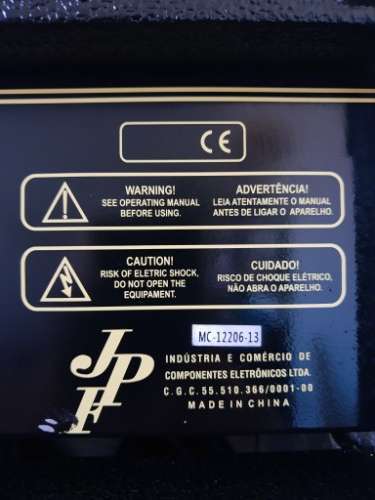 CE
WARNING!
SEE OPERATING MANUAL
BEFORE USING.
ADVERTÊNCIA!
LEIA ATENTAMENTE O MANUAL
ANTES DE LIGAR O APARELHO.
CAUTION!
RISK OF ELETRIC SHOCK,
DO NOT OPEN THE
EQUIPAMENT.
CUIDADO!
RISCO DE CHOQUE ELÉTRICO,
NÃO ABRA O APARELHO.
JPF
MC-12206-13
INDÚSTRIA E COMÉRCIO DE
COMPONENTES ELETRÔNICOS LTDA.
C.G.C.55.510.366/0001-00
MADE IN CHINA